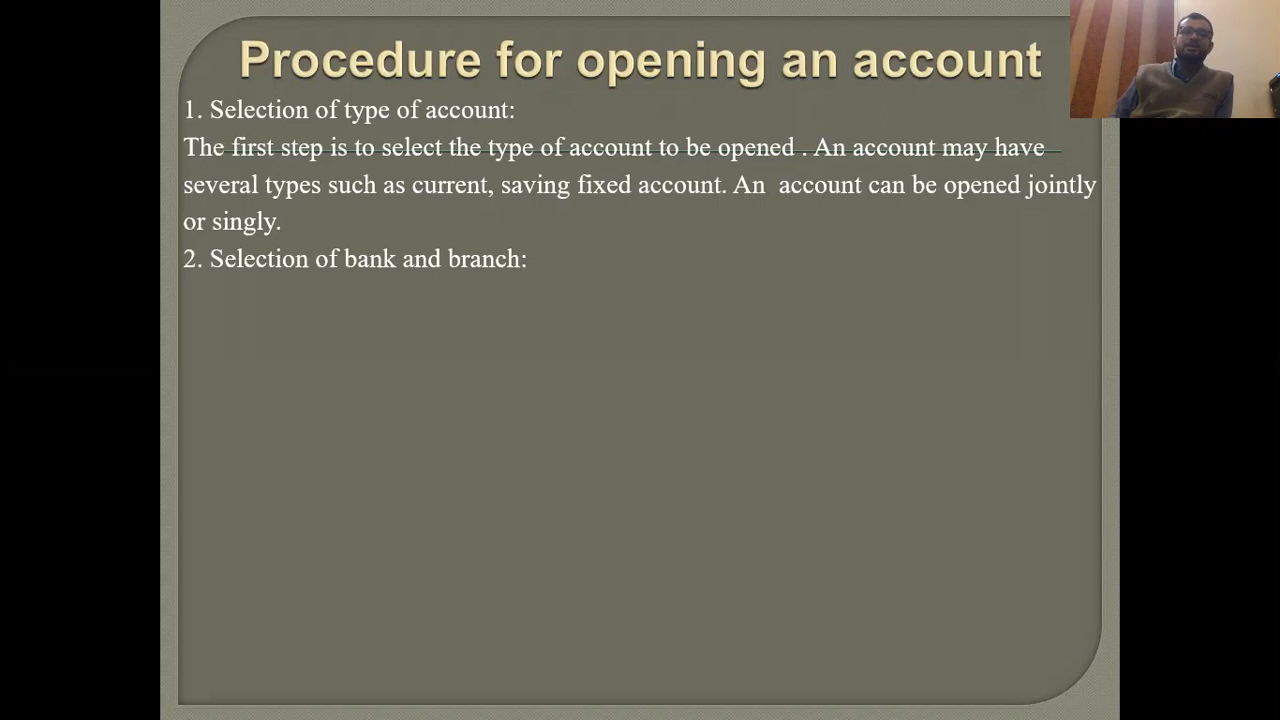 Procedure for opening an account
1. Selection of type of account:
The first step is to select the type of account to be opened . An account may have
several types such as current, saving fixed account. An  account can be opened jointly
or singly.
2. Selection of bank and branch: